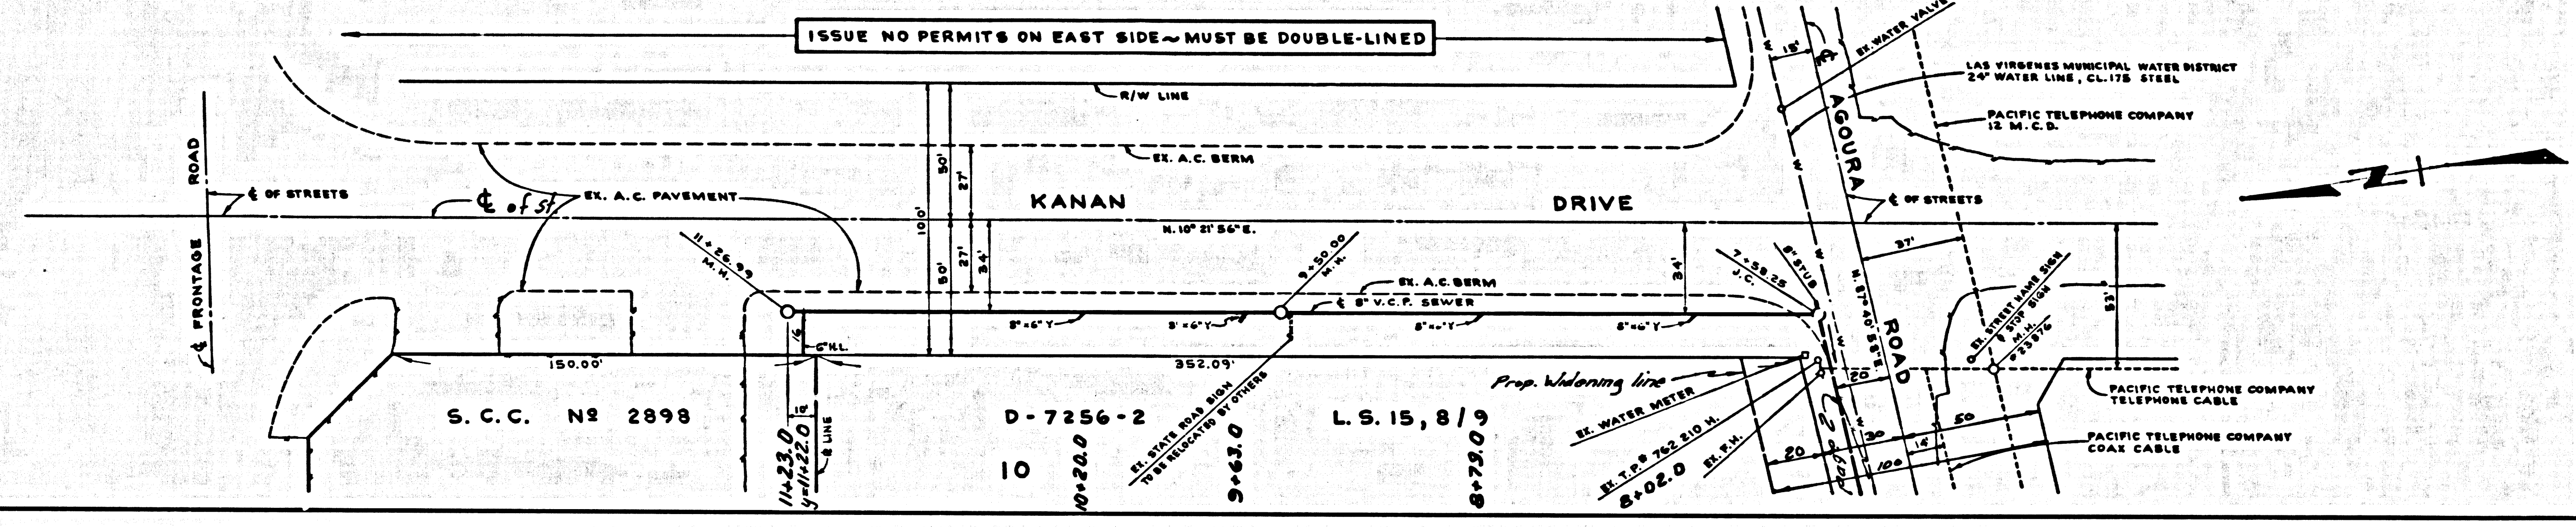 ISSUE NO PERMITS ON EAST SIDE~MUST BE DOUBLE-LINED
R/W LINE
EX. A.C. BERM
℄ FRONTAGE ROAD
℄ OF STREETS
℄ of St.
EX. A.C. PAVEMENT
100'
50'
27'
50'
27'
34'
KANAN DRIVE
N. 10° 21' 56" E.
11+26.99
M.H.
9+50.00
M.H.
EX. A.C. BERM
℄ 8" V.C.P. SEWER
8"×6" Y
8"×6" Y
8"×6" Y
8"×6" Y
16
6" H.L.
150.00'
352.09'
34'
7+58.25
J.C.
8" STUB
15'
℄
EX. WATER VALVE
LAS VIRGENES MUNICIPAL WATER DISTRICT
24" WATER LINE, CL.175 STEEL
PACIFIC TELEPHONE COMPANY
12 M.C.D.
AGOURA ROAD
℄ OF STREETS
37'
N. 87° 40' 58" E.
W
W
W
W
W
EX. STREET NAME SIGN
& STOP SIGN
M.H.
#23876
53'
PACIFIC TELEPHONE COMPANY
TELEPHONE CABLE
PACIFIC TELEPHONE COMPANY
COAX CABLE
Prop. Widening line
EX. WATER METER
EX. T.P.# 762 210 H.
8+02.0
EX. F.H.
20
20
30
50
14'
100
S.C.C. Nº 2898
D-7256-2
L.S. 15, 8/9
10
11+23.0
y=11+22.0
℄ LINE
10+20.0
EX. STATE ROAD SIGN
TO BE RELOCATED BY OTHERS
9+63.0
8+79.0
N